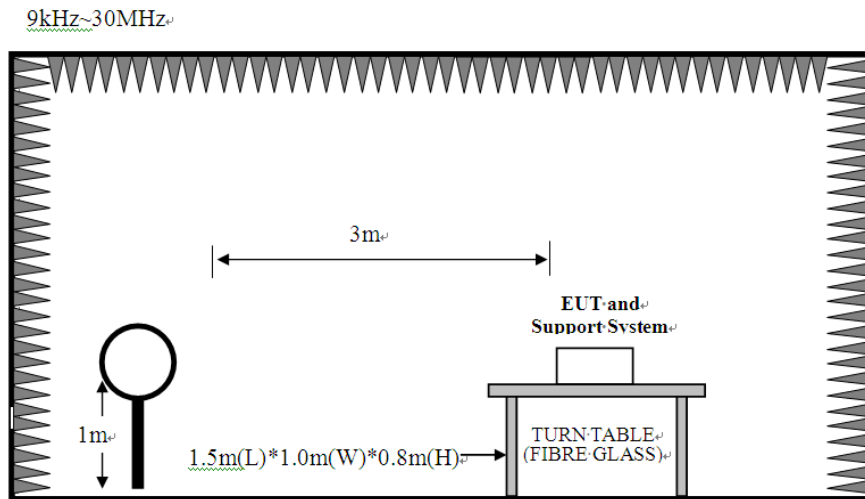 9kHz~30MHz
3m
EUT and
Support System
1m
1.5m(L)*1.0m(W)*0.8m(H)
TURN TABLE
(FIBRE GLASS)